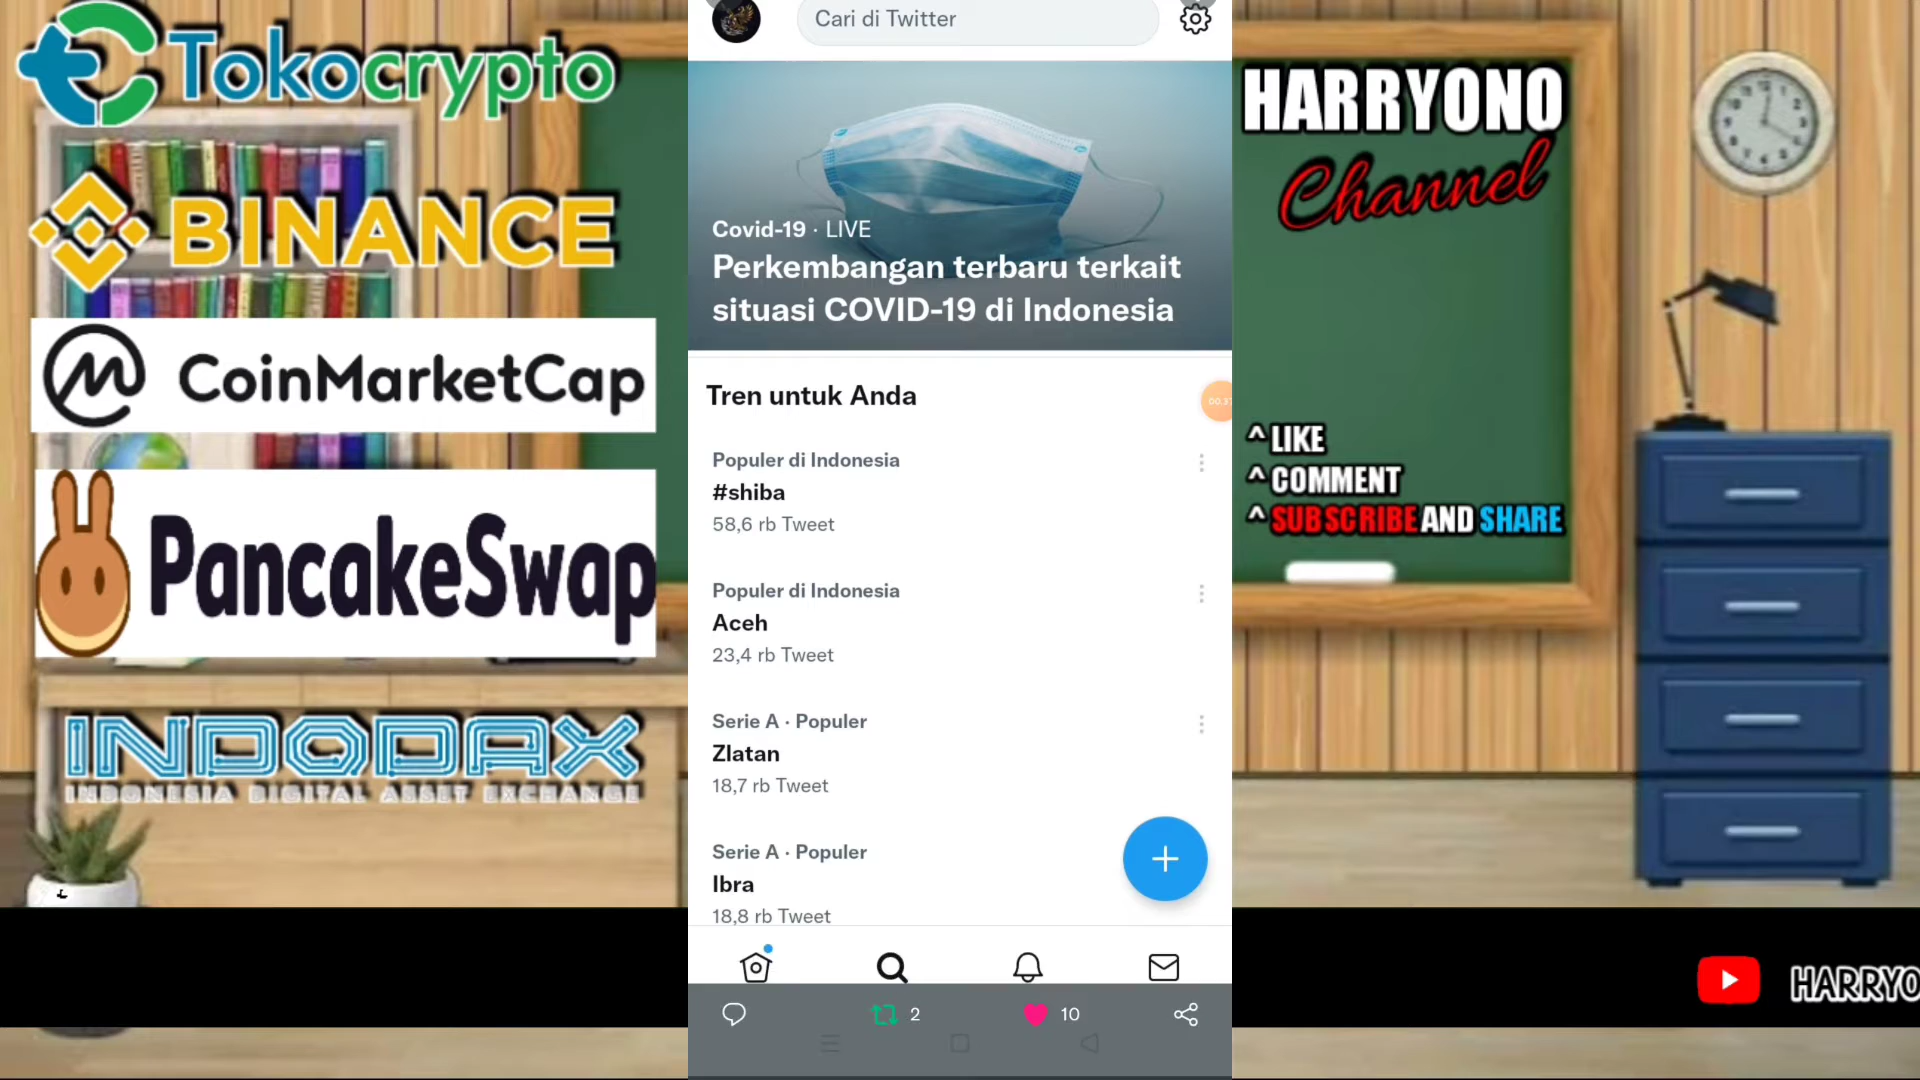 Tokocrypto
BINANCE
CoinMarketCap
PancakeSwap
INDODAX
INDONESIA DIGITAL ASSET EXCHANGE
Cari di Twitter
Covid-19 · LIVE
Perkembangan terbaru terkait
situasi COVID-19 di Indonesia
Tren untuk Anda
Populer di Indonesia
#shiba
58,6 rb Tweet
Populer di Indonesia
Aceh
23,4 rb Tweet
Serie A · Populer
Zlatan
18,7 rb Tweet
Serie A · Populer
Ibra
18,8 rb Tweet
2
10
HARRYONO
Channel
^ LIKE
^ COMMENT
^ SUBSCRIBE AND SHARE
HARRYO